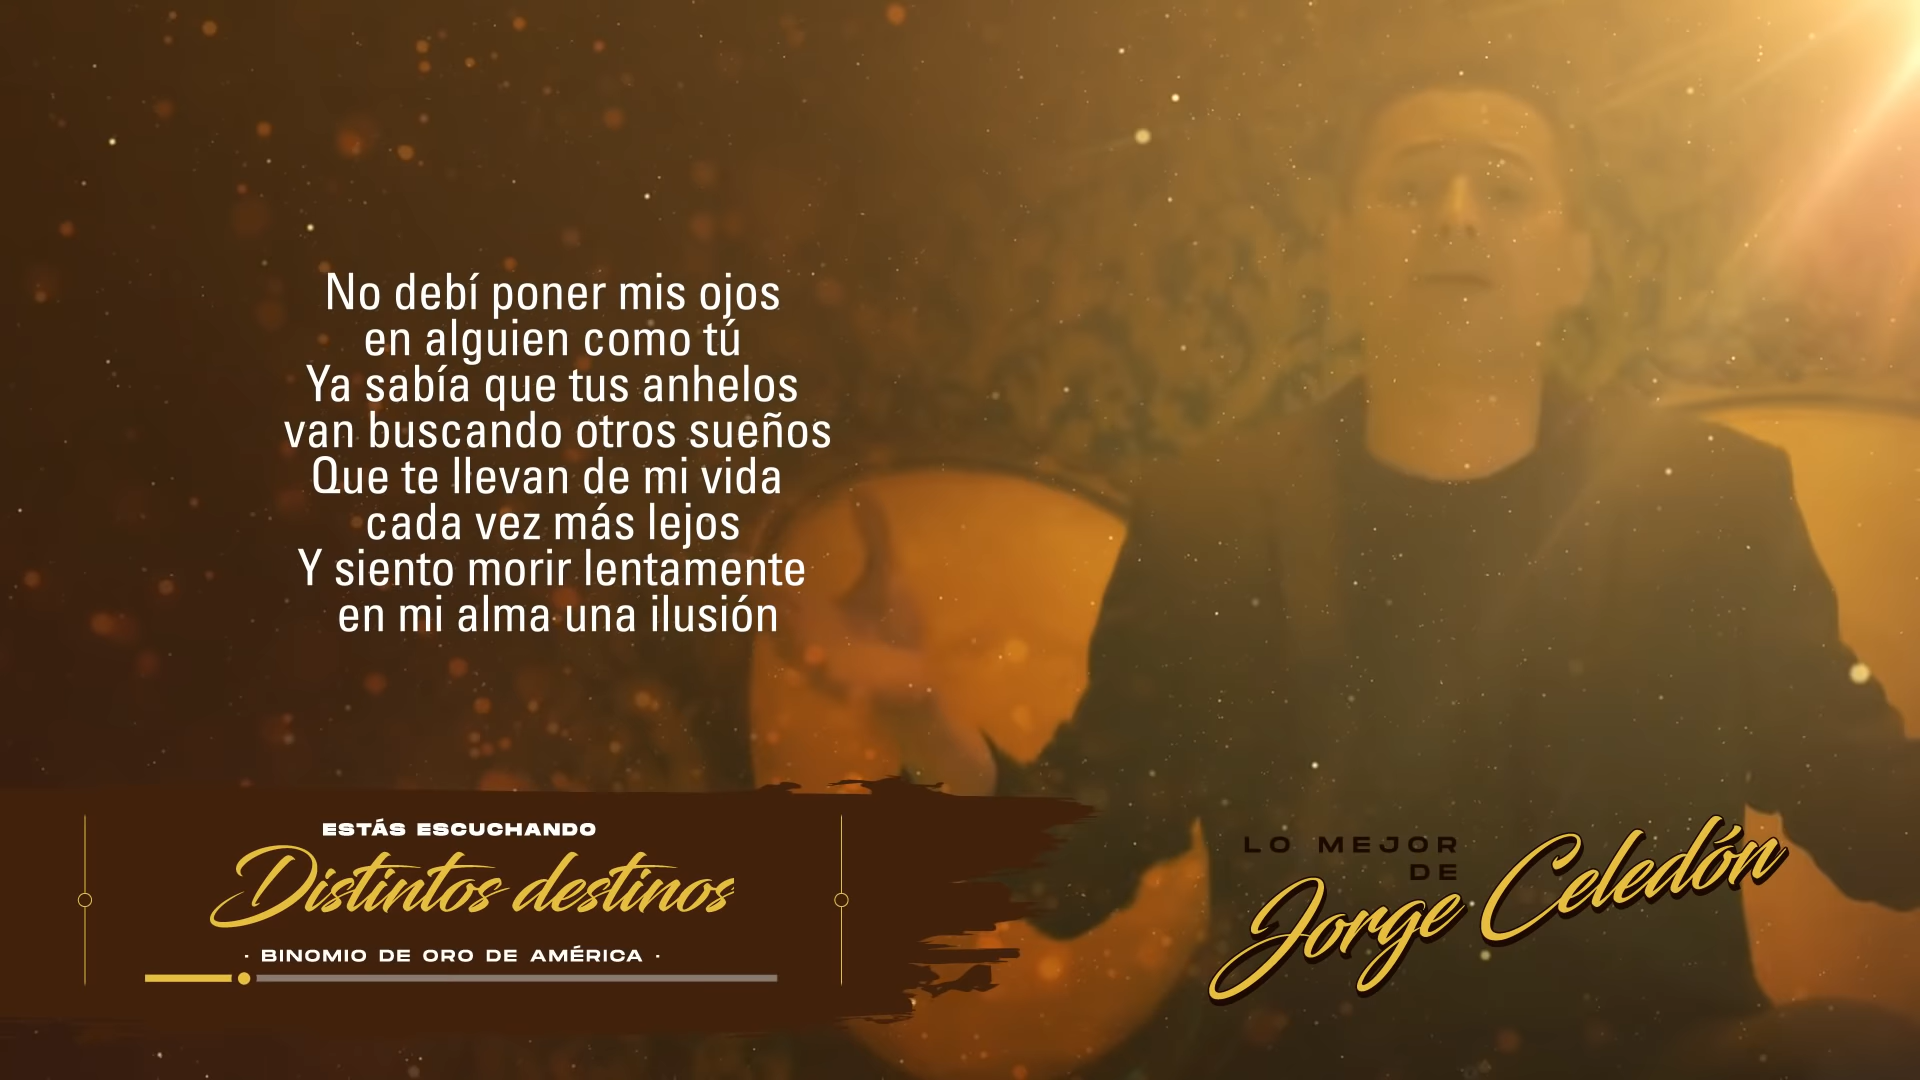 No debí poner mis ojos
en alguien como tú
Ya sabía que tus anhelos
van buscando otros sueños
Que te llevan de mi vida
cada vez más lejos
Y siento morir lentamente
en mi alma una ilusión
ESTÁS ESCUCHANDO
Distintos destinos
· BINOMIO DE ORO DE AMÉRICA ·
LO MEJOR
DE
Jorge Celedón